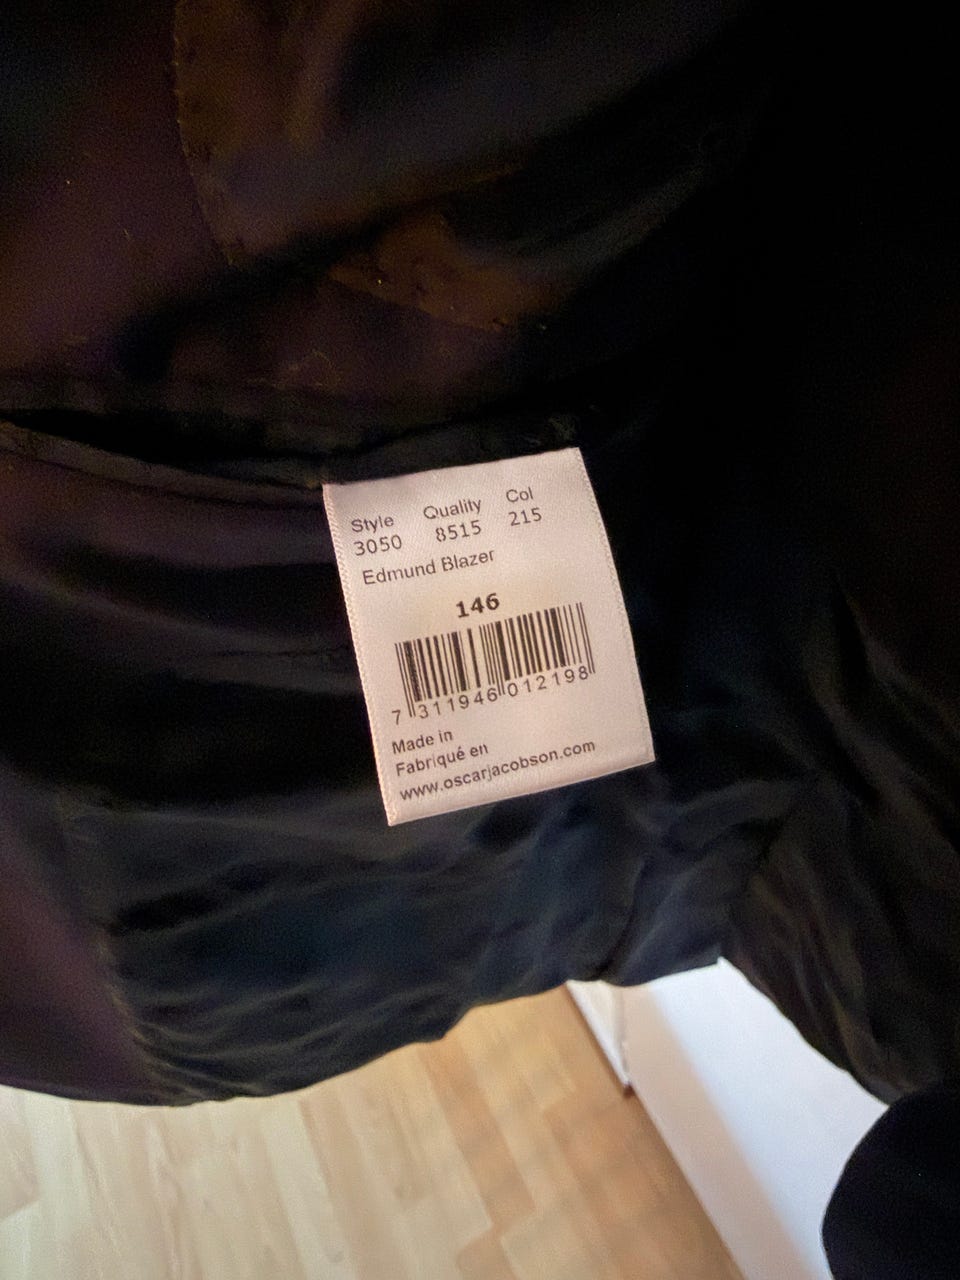 Style Quality Col
3050 8515 215
Edmund Blazer
146
7 311946 012198
Made in
Fabriqué en
www.oscarjacobson.com